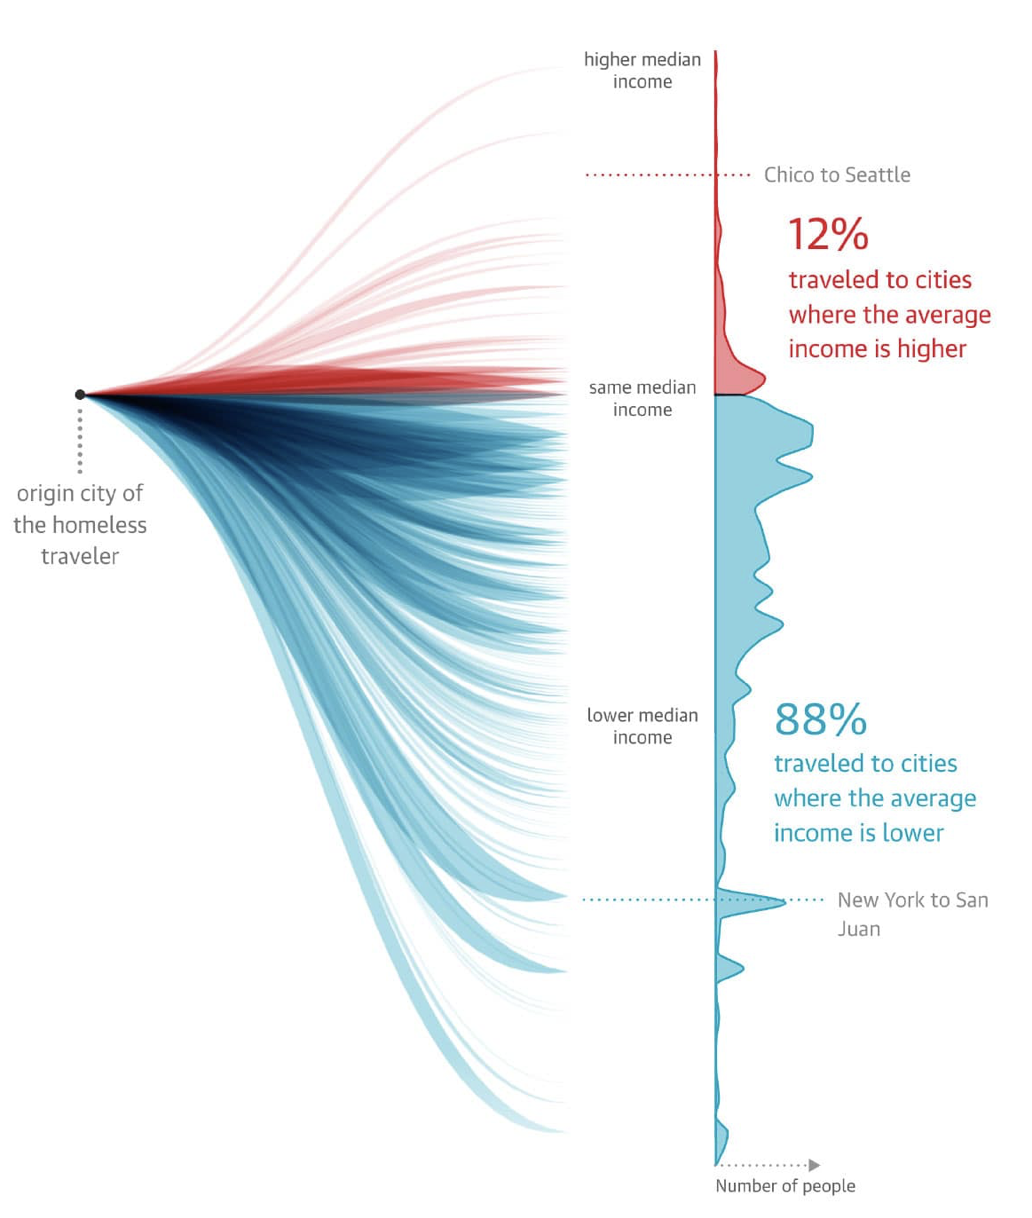 higher median
income
Chico to Seattle
12%
traveled to cities
where the average
income is higher
same median
income
origin city of
the homeless
traveler
lower median
income
88%
traveled to cities
where the average
income is lower
New York to San
Juan
Number of people